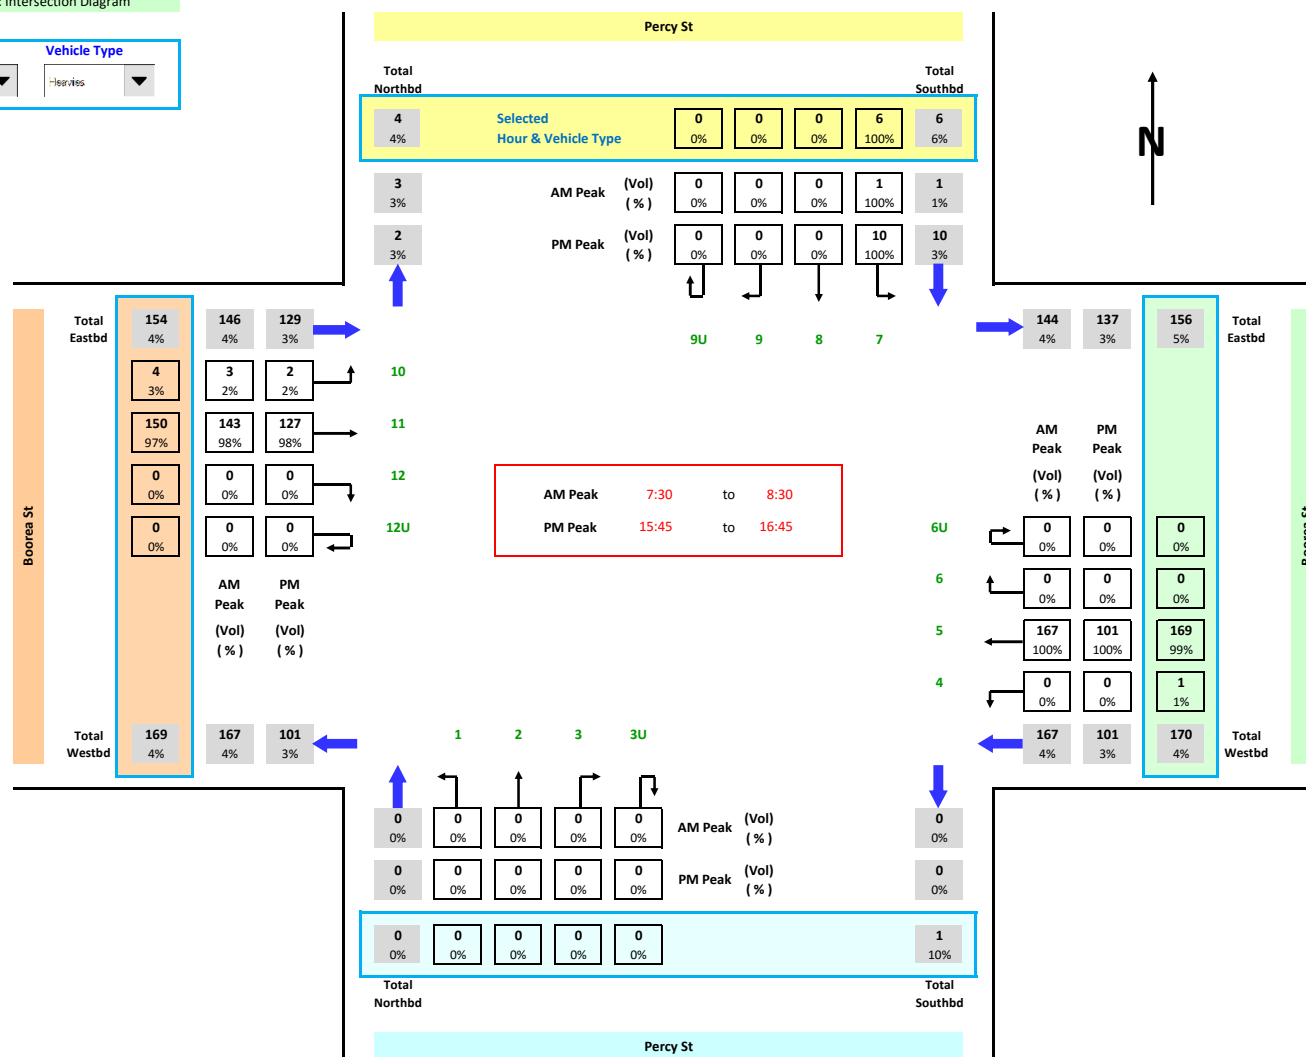 : Intersection Diagram
Vehicle Type
Heavies
Percy St
Total Northbd
Total Southbd
4 4%
Selected Hour & Vehicle Type
0 0%
0 0%
0 0%
6 100%
6 6%
3 3%
AM Peak (Vol) ( % )
0 0%
0 0%
0 0%
1 100%
1 1%
2 3%
PM Peak (Vol) ( % )
0 0%
0 0%
0 0%
10 100%
10 3%
N
9U 9 8 7
Boorea St
Total Eastbd
154 4%
146 4%
129 3%
4 3%
3 2%
2 2%
10
150 97%
143 98%
127 98%
11
0 0%
0 0%
0 0%
12
0 0%
0 0%
0 0%
12U
AM Peak (Vol) ( % )
PM Peak (Vol) ( % )
Total Westbd
169 4%
167 4%
101 3%
AM Peak 7:30 to 8:30
PM Peak 15:45 to 16:45
144 4%
137 3%
156 5%
Total Eastbd
AM Peak (Vol) ( % )
PM Peak (Vol) ( % )
6U
0 0%
0 0%
0 0%
6
0 0%
0 0%
0 0%
5
167 100%
101 100%
169 99%
4
0 0%
0 0%
1 1%
167 4%
101 3%
170 4%
Total Westbd
Boorea St
1 2 3 3U
0 0%
0 0%
0 0%
0 0%
0 0%
AM Peak (Vol) ( % )
0 0%
0 0%
0 0%
0 0%
0 0%
0 0%
PM Peak (Vol) ( % )
0 0%
0 0%
0 0%
0 0%
0 0%
0 0%
1 10%
Total Northbd
Total Southbd
Percy St